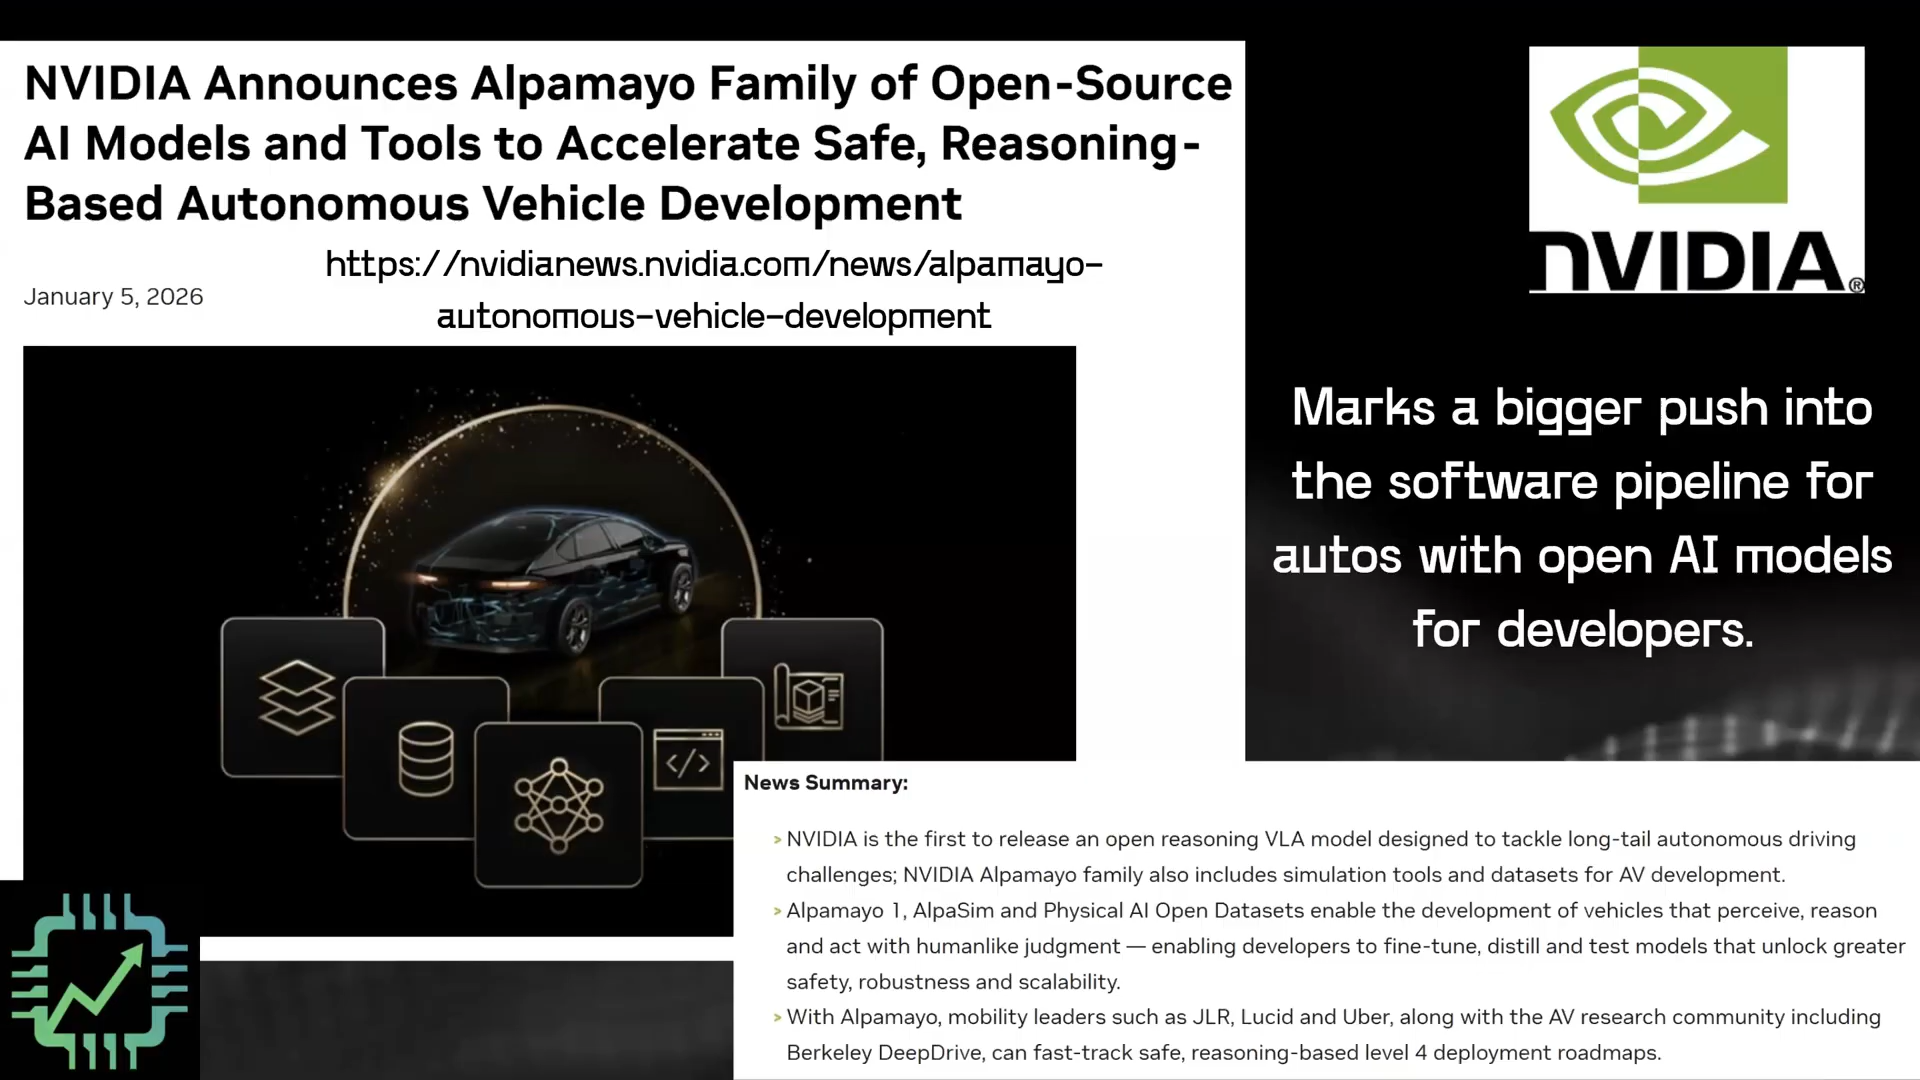 NVIDIA Announces Alpamayo Family of Open-Source
AI Models and Tools to Accelerate Safe, Reasoning-
Based Autonomous Vehicle Development
https://nvidianews.nvidia.com/news/alpamayo-
autonomous-vehicle-development
January 5, 2026
</>
nVIDIA®
Marks a bigger push into
the software pipeline for
autos with open AI models
for developers.
News Summary:
> NVIDIA is the first to release an open reasoning VLA model designed to tackle long-tail autonomous driving
challenges; NVIDIA Alpamayo family also includes simulation tools and datasets for AV development.
> Alpamayo 1, AlpaSim and Physical AI Open Datasets enable the development of vehicles that perceive, reason
and act with humanlike judgment — enabling developers to fine-tune, distill and test models that unlock greater
safety, robustness and scalability.
> With Alpamayo, mobility leaders such as JLR, Lucid and Uber, along with the AV research community including
Berkeley DeepDrive, can fast-track safe, reasoning-based level 4 deployment roadmaps.